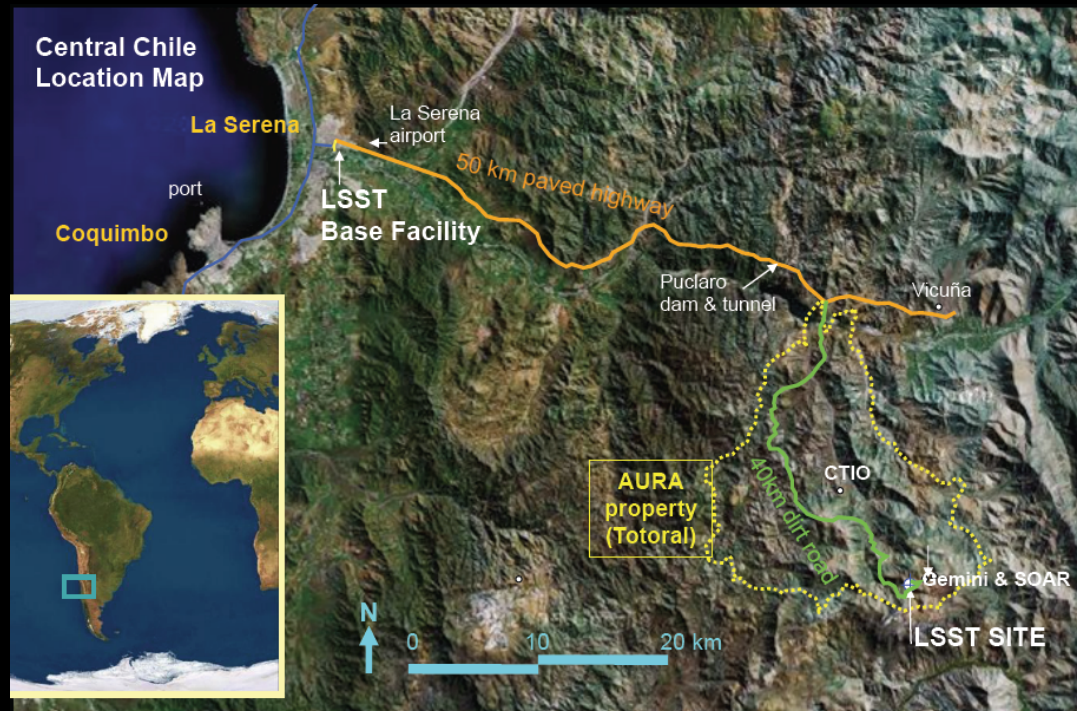 Central Chile
Location Map
La Serena
La Serena
airport
50 km paved highway
port
LSST
Base Facility
Coquimbo
Puclaro
dam & tunnel
Vicuña
AURA
property
(Totoral)
CTIO
40km dirt road
Gemini & SOAR
N
0 10 20 km
LSST SITE